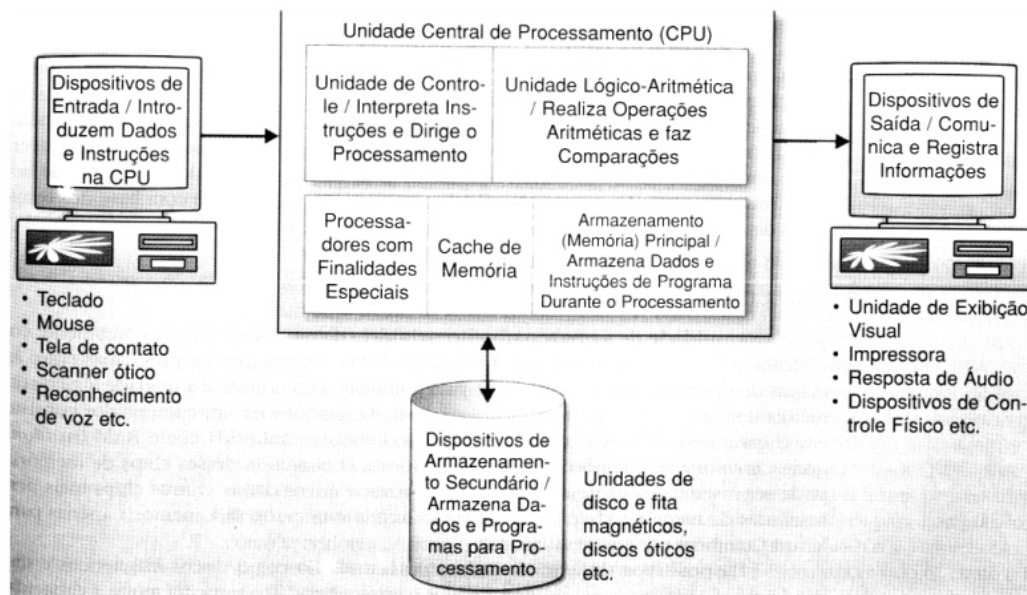 Unidade Central de Processamento (CPU)
Dispositivos de
Entrada / Intro-
duzem Dados
e Instruções
na CPU
Unidade de Contro-
le / Interpreta Ins-
truções e Dirige o
Processamento
Unidade Lógico-Aritmética
/ Realiza Operações
Aritméticas e faz
Comparações
Dispositivos de
Saída / Comu-
nica e Registra
Informações
Processa-
dores com
Finalidades
Especiais
Cache de
Memória
Armazenamento
(Memória) Principal /
Armazena Dados e
Instruções de Programa
Durante o Processamento
• Teclado
• Mouse
• Tela de contato
• Scanner ótico
• Reconhecimento
de voz etc.
• Unidade de Exibição
Visual
• Impressora
• Resposta de Áudio
• Dispositivos de Con-
trole Físico etc.
Dispositivos de
Armazenamen-
to Secundário /
Armazena Da-
dos e Progra-
mas para Pro-
cessamento
Unidades de
disco e fita
magnéticos,
discos óticos
etc.